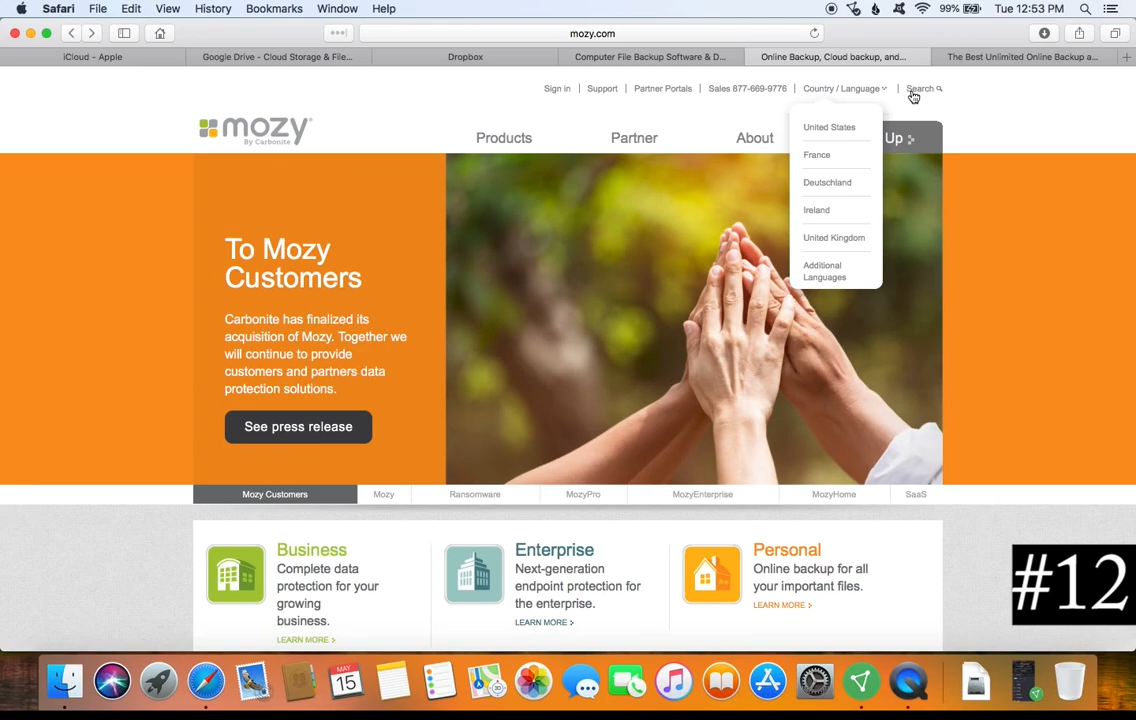 Safari File Edit View History Bookmarks Window Help 99% Tue 12:53 PM
mozy.com
iCloud - Apple Google Drive - Cloud Storage & File... Dropbox Computer File Backup Software & D... Online Backup, Cloud backup, and... The Best Unlimited Online Backup a...
Sign in Support Partner Portals Sales 877-669-9776 Country / Language Search
mozy
By Carbonite
Products Partner About Up
United States
France
Deutschland
Ireland
United Kingdom
Additional
Languages
To Mozy
Customers
Carbonite has finalized its
acquisition of Mozy. Together we
will continue to provide
customers and partners data
protection solutions.
See press release
Mozy Customers Mozy Ransomware MozyPro MozyEnterprise MozyHome SaaS
Business
Complete data
protection for your
growing
business.
LEARN MORE >
Enterprise
Next-generation
endpoint protection for
the enterprise.
LEARN MORE >
Personal
Online backup for all
your important files.
LEARN MORE >
#12
MAY
15